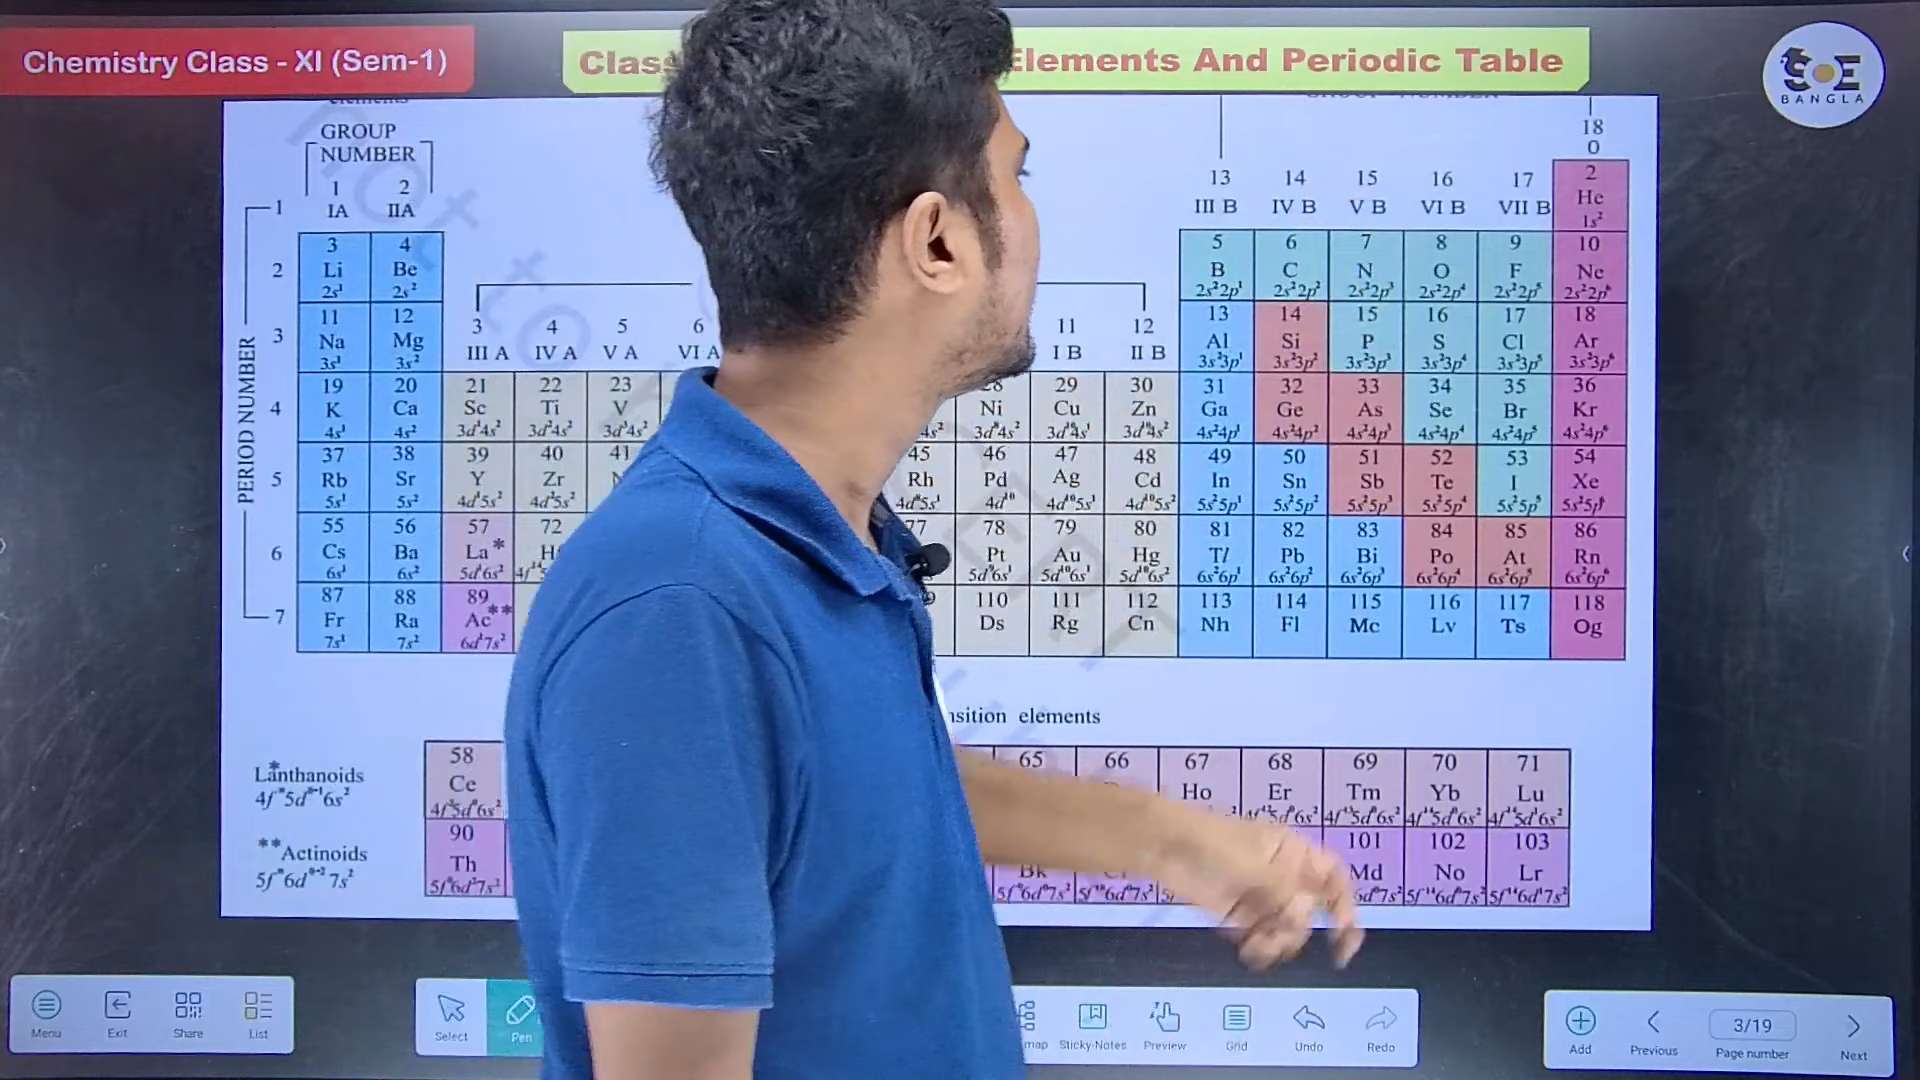 Chemistry Class - XI (Sem-1)
Elements And Periodic Table
BANGLA
GROUP
NUMBER
1 2
IA IIA
PERIOD NUMBER
18
0
13 14 15 16 17
III B IV B V B VI B VII B
3 4 5 6 11 12
III A IV A V A VI A I B II B
1
2 He 1s²
2
3 Li 2s¹
4 Be 2s²
5 B 2s²2p¹
6 C 2s²2p²
7 N 2s²2p³
8 O 2s²2p⁴
9 F 2s²2p⁵
10 Ne 2s²2p⁶
3
11 Na 3s¹
12 Mg 3s²
13 Al 3s²3p¹
14 Si 3s²3p²
15 P 3s²3p³
16 S 3s²3p⁴
17 Cl 3s²3p⁵
18 Ar 3s²3p⁶
4
19 K 4s¹
20 Ca 4s²
21 Sc 3d¹4s²
22 Ti 3d²4s²
23 V 3d³4s²
28 Ni 3d⁸4s²
29 Cu 3d¹⁰4s¹
30 Zn 3d¹⁰4s²
31 Ga 4s²4p¹
32 Ge 4s²4p²
33 As 4s²4p³
34 Se 4s²4p⁴
35 Br 4s²4p⁵
36 Kr 4s²4p⁶
5
37 Rb 5s¹
38 Sr 5s²
39 Y 4d¹5s²
40 Zr 4d²5s²
41
45 Rh 4d⁸5s¹
46 Pd 4d¹⁰
47 Ag 4d¹⁰5s¹
48 Cd 4d¹⁰5s²
49 In 5s²5p¹
50 Sn 5s²5p²
51 Sb 5s²5p³
52 Te 5s²5p⁴
53 I 5s²5p⁵
54 Xe 5s²5p⁶
6
55 Cs 6s¹
56 Ba 6s²
57 La* 5d¹6s²
72
77
78 Pt 5d⁹6s¹
79 Au 5d¹⁰6s¹
80 Hg 5d¹⁰6s²
81 Tl 6s²6p¹
82 Pb 6s²6p²
83 Bi 6s²6p³
84 Po 6s²6p⁴
85 At 6s²6p⁵
86 Rn 6s²6p⁶
7
87 Fr 7s¹
88 Ra 7s²
89 Ac** 6d¹7s²
110 Ds
111 Rg
112 Cn
113 Nh
114 Fl
115 Mc
116 Lv
117 Ts
118 Og
elements
*Lanthanoids
4fⁿ5d⁰⁻¹6s²
58 Ce 4f²5d⁰6s²
65
66
67 Ho
68 Er 4f¹²5d⁰6s²
69 Tm 4f¹³5d⁰6s²
70 Yb 4f¹⁴5d⁰6s²
71 Lu 4f¹⁴5d¹6s²
**Actinoids
5fⁿ6d⁰⁻²7s²
90 Th 5f⁰6d²7s²
Bk 5f⁹6d⁰7s²
5f¹⁰6d⁰7s²
101 Md
102 No 5f¹⁴6d⁰7s²
103 Lr 5f¹⁴6d¹7s²
Menu Exit Share List
Select Pen Sticky-Notes Preview Grid Undo Redo
Add Previous 3/19 Page number Next